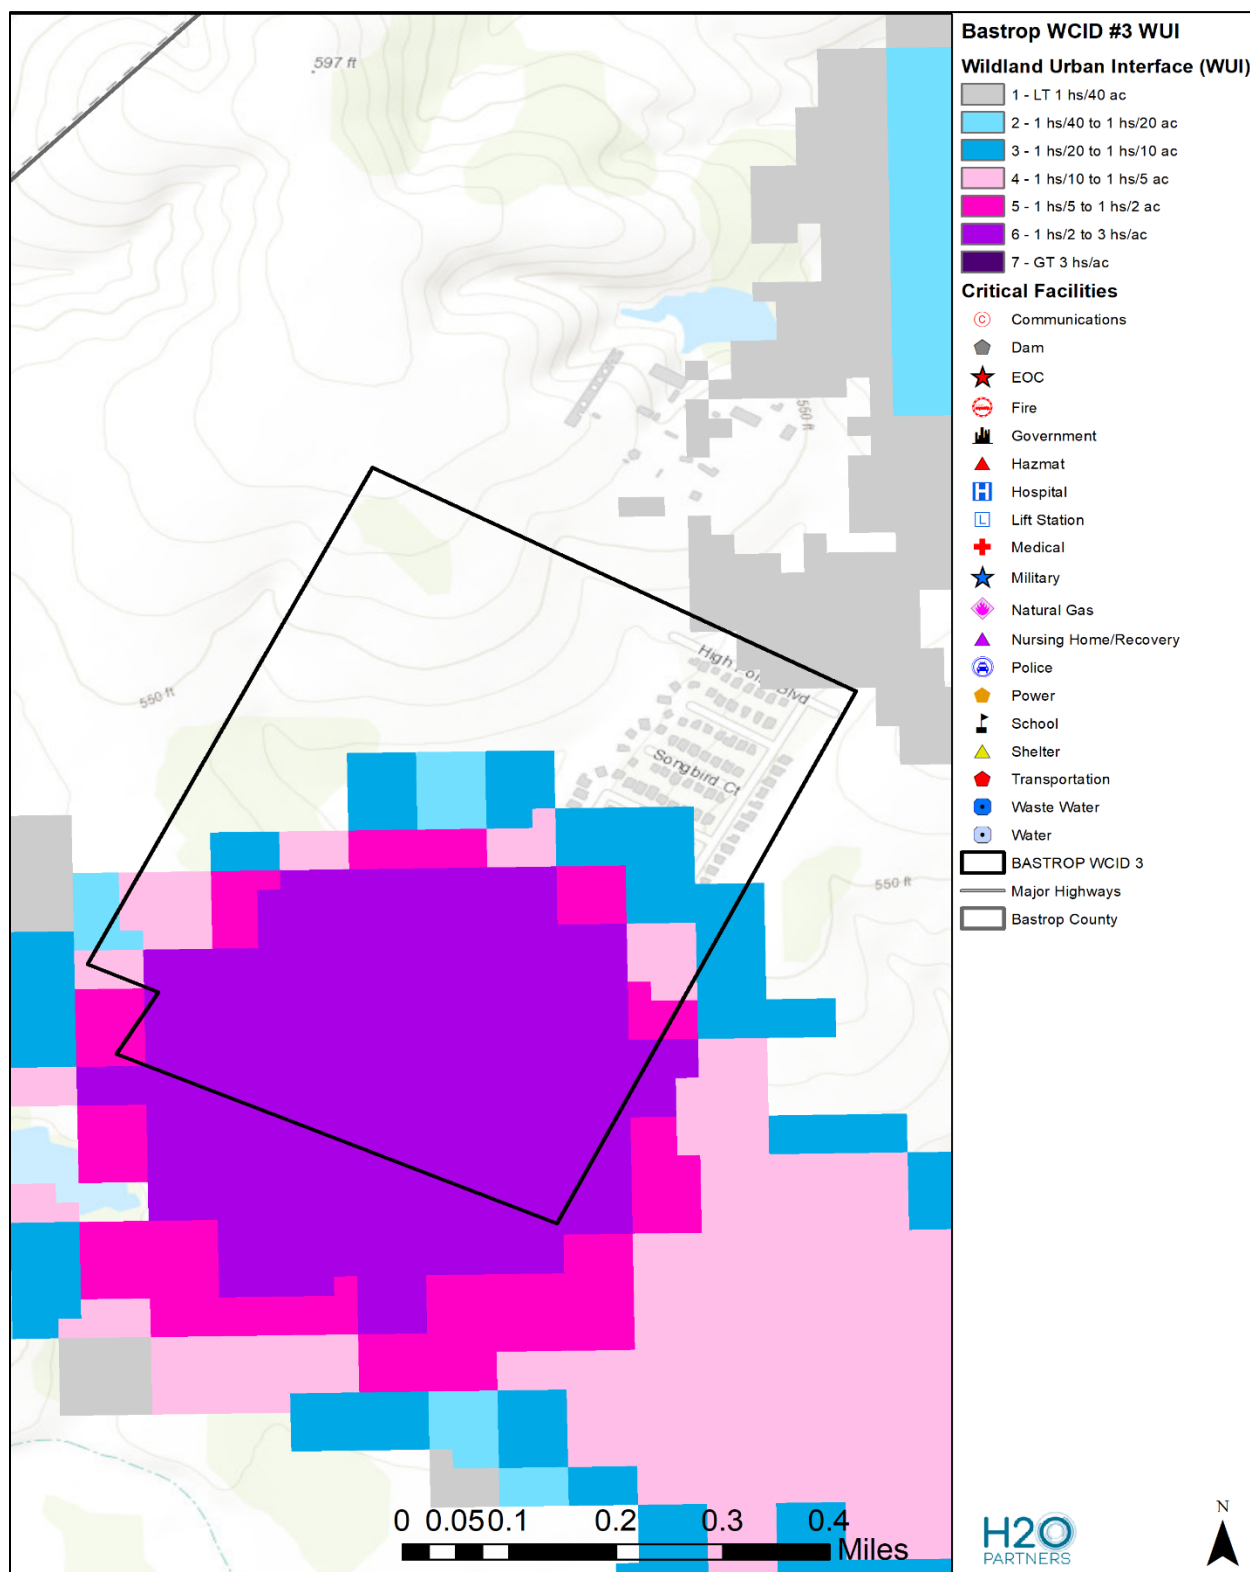 597 ft
550 ft
High Point Blvd
Songbird Ct
550 ft
550 ft
0 0.05 0.1 0.2 0.3 0.4
Miles
Bastrop WCID #3 WUI
Wildland Urban Interface (WUI)
1 - LT 1 hs/40 ac
2 - 1 hs/40 to 1 hs/20 ac
3 - 1 hs/20 to 1 hs/10 ac
4 - 1 hs/10 to 1 hs/5 ac
5 - 1 hs/5 to 1 hs/2 ac
6 - 1 hs/2 to 3 hs/ac
7 - GT 3 hs/ac
Critical Facilities
C Communications
Dam
EOC
Fire
Government
Hazmat
H Hospital
L Lift Station
Medical
Military
Natural Gas
Nursing Home/Recovery
Police
Power
School
Shelter
Transportation
Waste Water
Water
BASTROP WCID 3
Major Highways
Bastrop County
H2O
PARTNERS
N